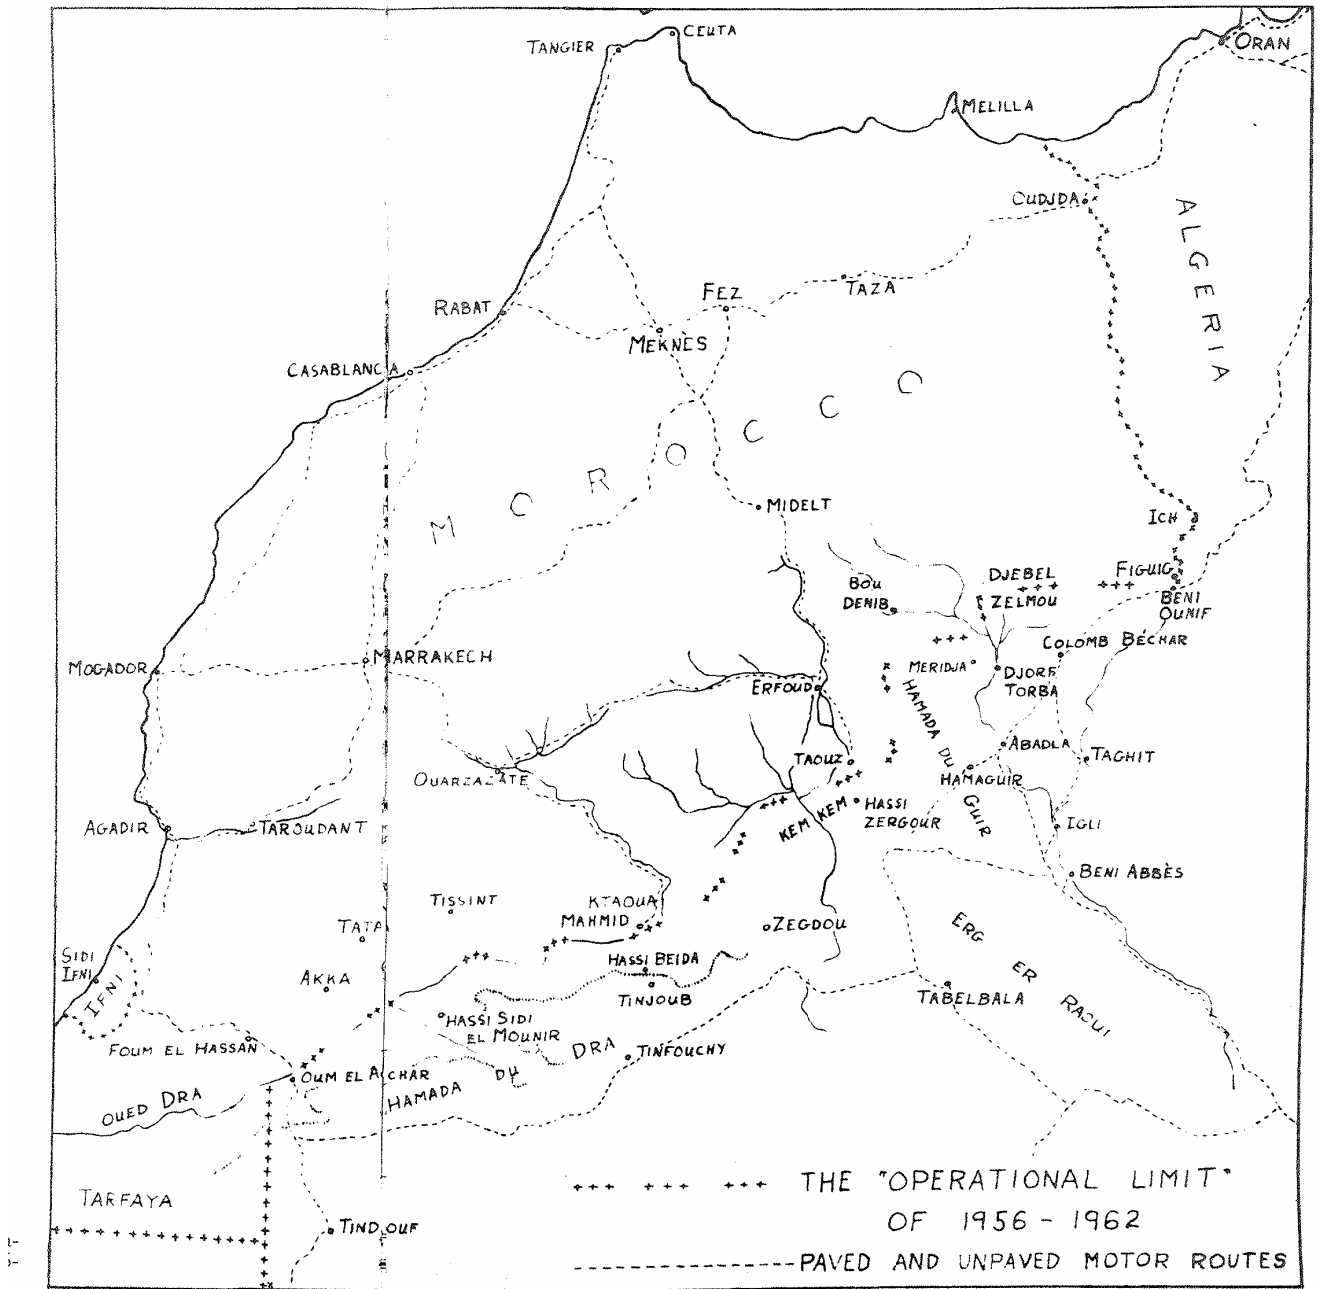 CEUTA
TANGIER
ORAN
MELILLA
OUDJDA
ALGERIA
RABAT
FEZ
TAZA
MEKNÈS
CASABLANCA
MOROCCO
MIDELT
ICH
FIGUIG
BENI
OUNIF
DJEBEL
ZELMOU
BOU
DENIB
COLOMB BÉCHAR
MOGADOR
MARRAKECH
MERIDJA
DJORF
TORBA
ERFOUD
HAMADA DU
GUIR
ABADLA
TAGHIT
TAOUZ
OUARZAZATE
HAMAGUIR
KEM KEM
HASSI
ZERGOUR
IGLI
AGADIR
TAROUDANT
BENI ABBÈS
TISSINT
KTAOUA
MAHMID
TATA
ZEGDOU
ERG
ER
RAOUI
SIDI
IFNI
IFNI
AKKA
HASSI BEIDA
TINJOUB
TABELBALA
HASSI SIDI
EL MOUNIR
FOUM EL HASSAN
TINFOUCHY
OUM EL ACHAR
HAMADA DU DRA
OUED DRA
TARFAYA
TINDOUF
THE "OPERATIONAL LIMIT"
OF 1956-1962
PAVED AND UNPAVED MOTOR ROUTES